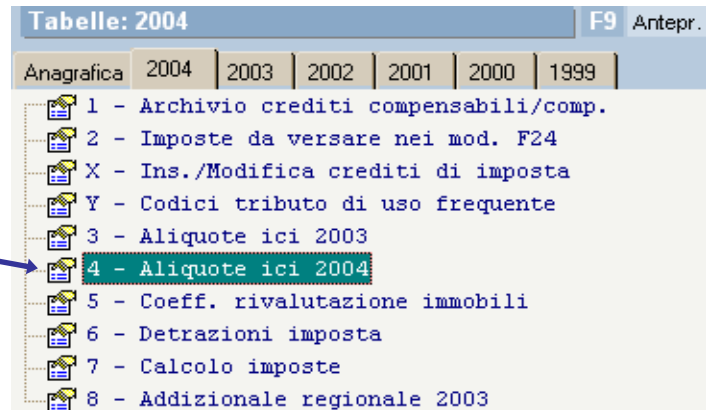 Tabelle: 2004 F9 Antepr.
Anagrafica 2004 2003 2002 2001 2000 1999
1 - Archivio crediti compensabili/comp.
2 - Imposte da versare nei mod. F24
X - Ins./Modifica crediti di imposta
Y - Codici tributo di uso frequente
3 - Aliquote ici 2003
4 - Aliquote ici 2004
5 - Coeff. rivalutazione immobili
6 - Detrazioni imposta
7 - Calcolo imposte
8 - Addizionale regionale 2003